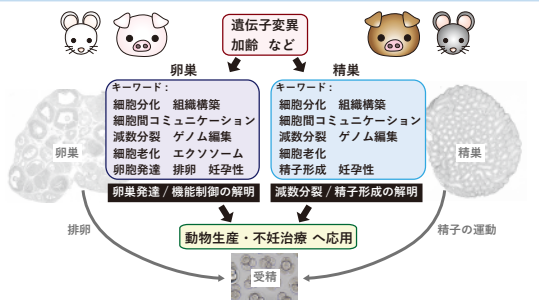 遺伝子変異
加齢 など
卵巣
キーワード：
細胞分化 組織構築
細胞間コミュニケーション
減数分裂 ゲノム編集
細胞老化 エクソソーム
卵胞発達 排卵 妊孕性
卵巣発達 / 機能制御の解明
精巣
キーワード：
細胞分化 組織構築
細胞間コミュニケーション
減数分裂 ゲノム編集
細胞老化
精子形成 妊孕性
減数分裂 / 精子形成の解明
卵巣
精巣
動物生産・不妊治療 へ応用
排卵
精子の運動
受精